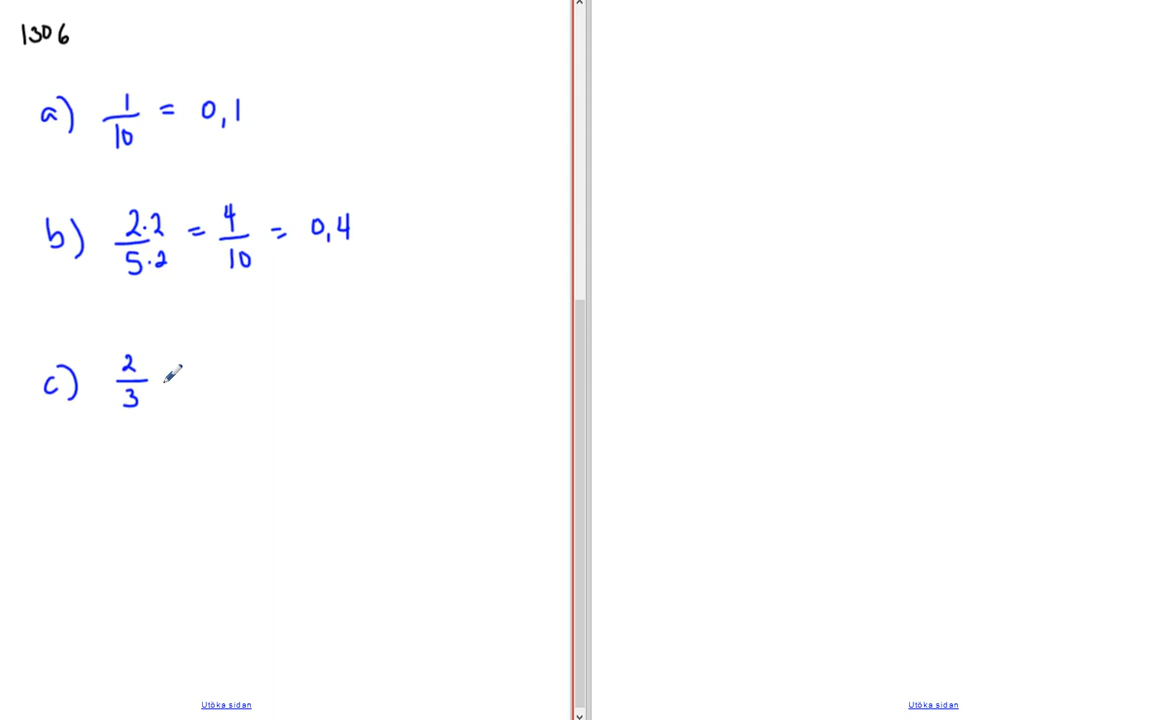 1306
a) 1/10 = 0,1
b) 2·2/5·2 = 4/10 = 0,4
c) 2/3
Utöka sidan
Utöka sidan